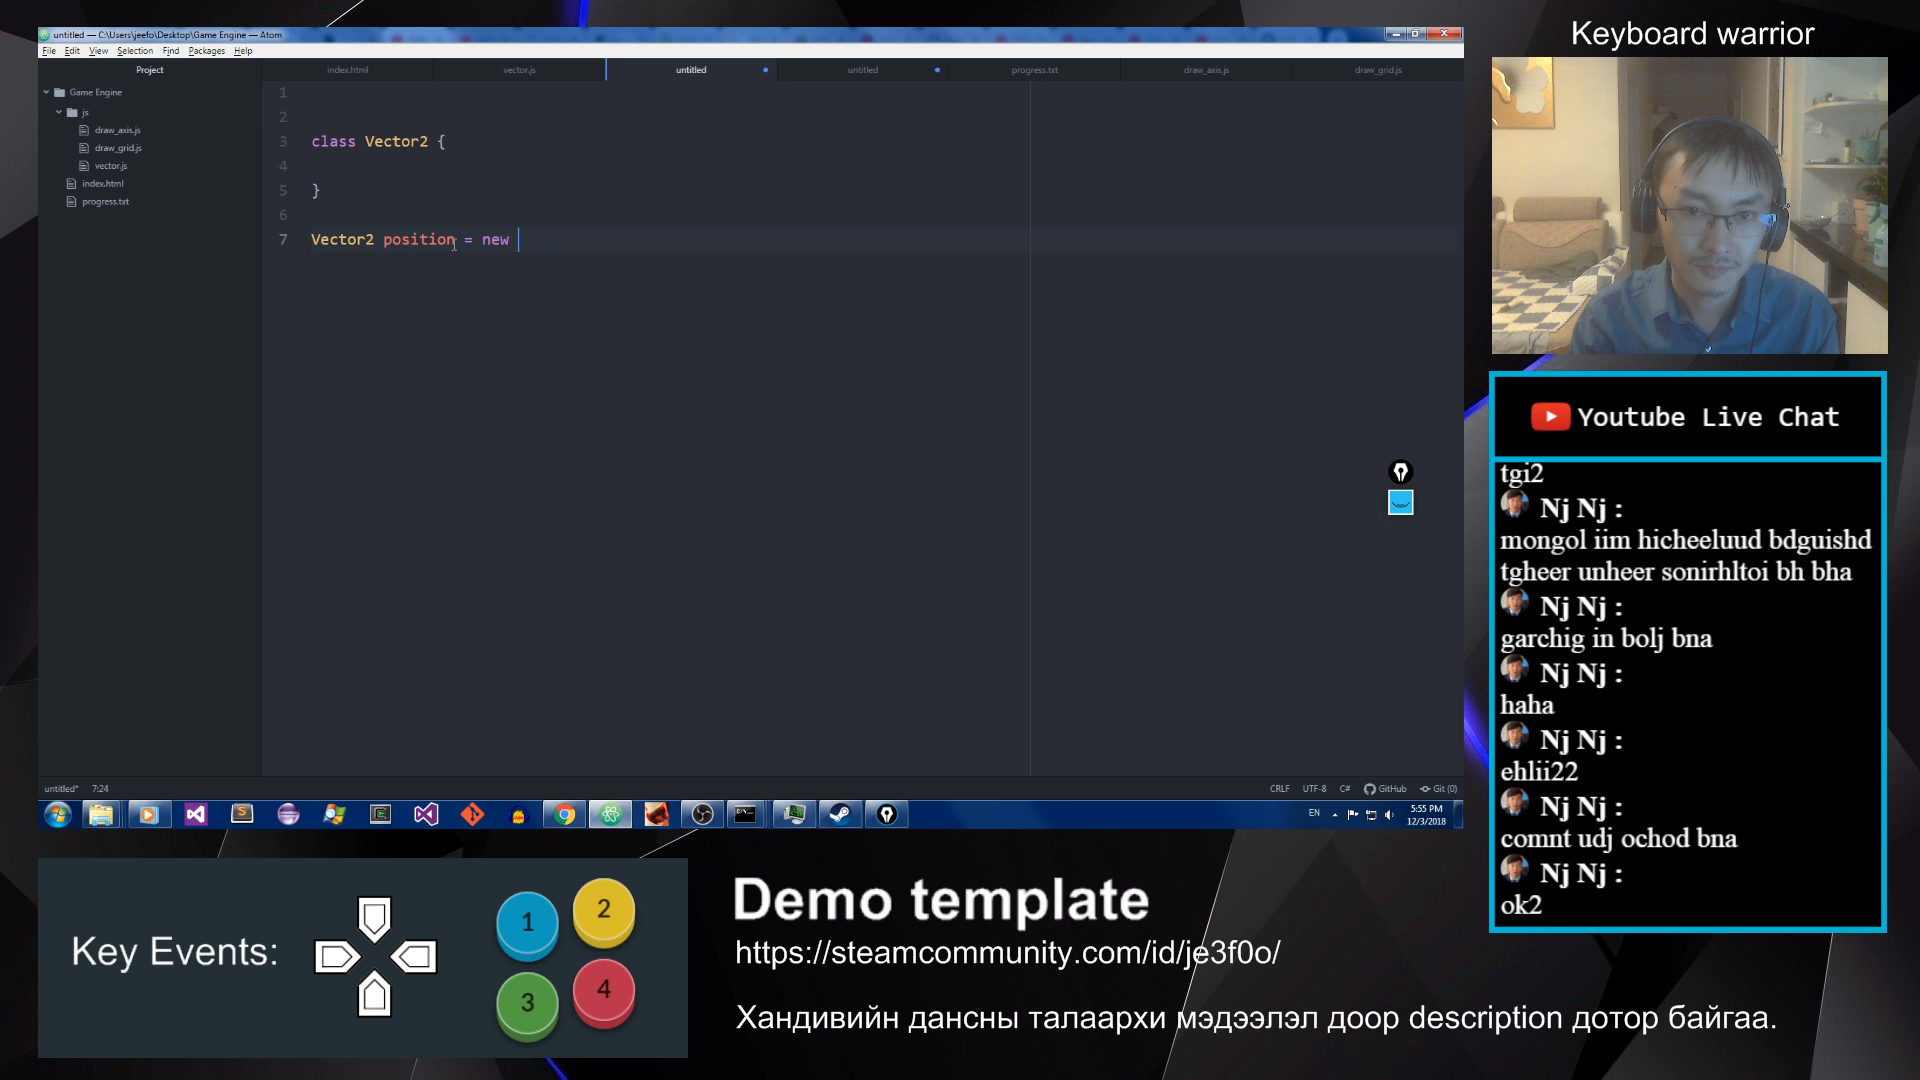 untitled — C:\Users\jeefo\Desktop\Game Engine — Atom
File Edit View Selection Find Packages Help
Project
index.html vector.js untitled untitled progress.txt draw_axis.js draw_grid.js
Game Engine
js
draw_axis.js
draw_grid.js
vector.js
index.html
progress.txt
1
2
3 class Vector2 {
4
5 }
6
7 Vector2 position = new
untitled* 7:24
CRLF UTF-8 C# GitHub Git (0)
EN
5:55 PM
12/3/2018
Keyboard warrior
Youtube Live Chat
tgi2
Nj Nj :
mongol iim hicheeluud bdguishd
tgheer unheer sonirhltoi bh bha
Nj Nj :
garchig in bolj bna
Nj Nj :
haha
Nj Nj :
ehlii22
Nj Nj :
comnt udj ochod bna
Nj Nj :
ok2
Key Events:
1
2
3
4
Demo template
https://steamcommunity.com/id/je3f0o/
Хандивийн дансны талаархи мэдээлэл доор description дотор байгаа.